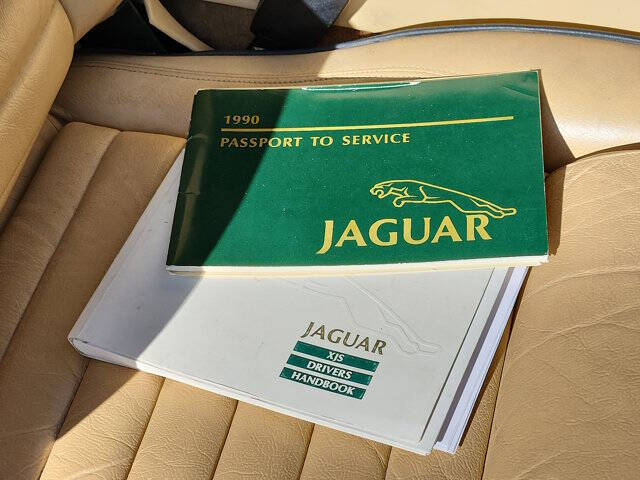 1990
PASSPORT TO SERVICE
JAGUAR
JAGUAR
XJS
DRIVERS
HANDBOOK